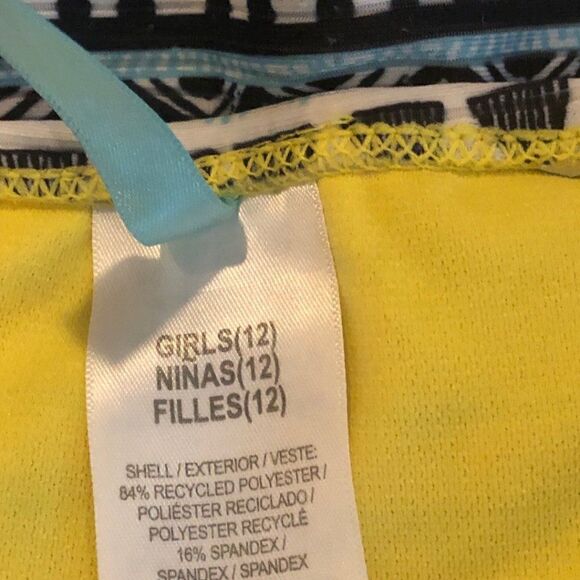 GIRLS(12)
NIÑAS(12)
FILLES(12)
SHELL / EXTERIOR / VESTE:
84% RECYCLED POLYESTER /
POLIÉSTER RECICLADO /
POLYESTER RECYCLÉ
16% SPANDEX /
SPANDEX / SPANDEX